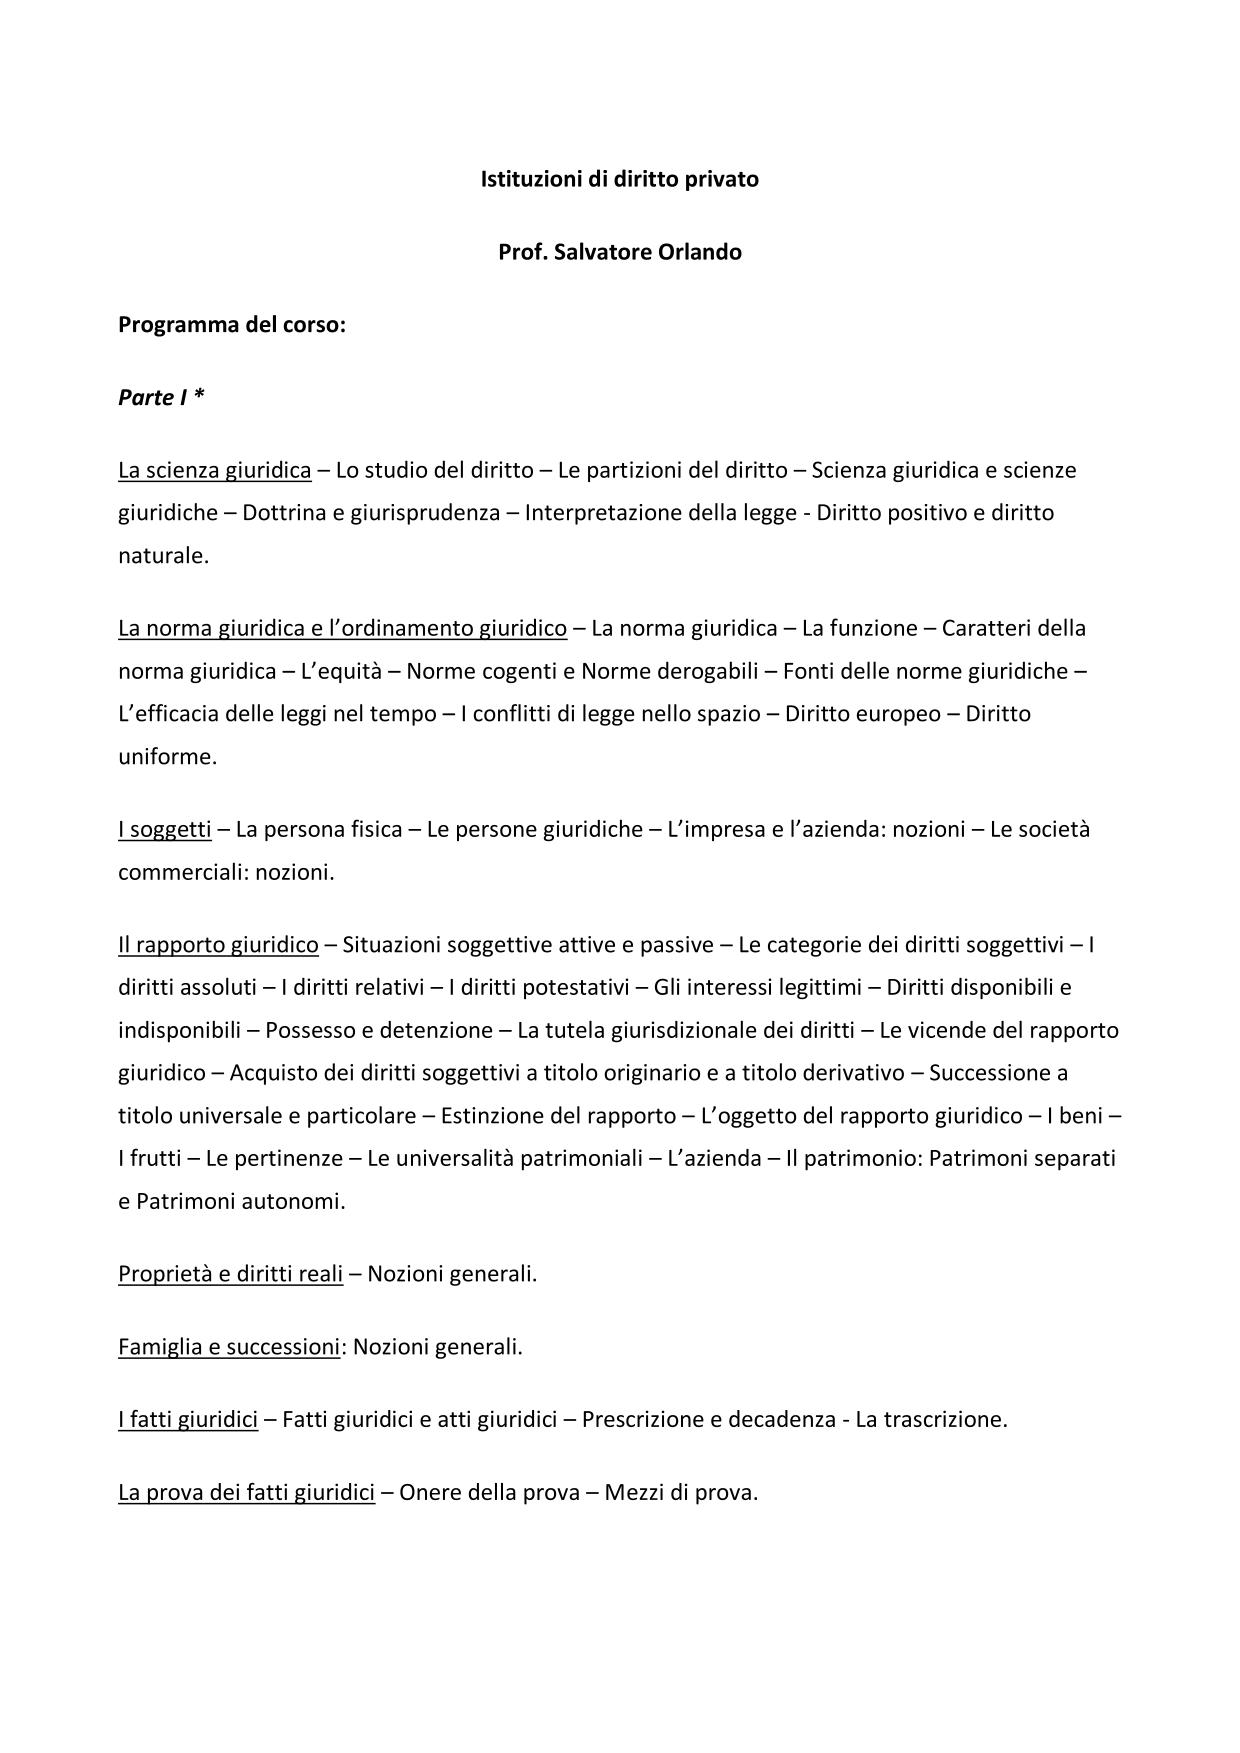 Istituzioni di diritto privato
Prof. Salvatore Orlando
Programma del corso:
Parte I *
La scienza giuridica – Lo studio del diritto – Le partizioni del diritto – Scienza giuridica e scienze
giuridiche – Dottrina e giurisprudenza – Interpretazione della legge - Diritto positivo e diritto
naturale.
La norma giuridica e l’ordinamento giuridico – La norma giuridica – La funzione – Caratteri della
norma giuridica – L’equità – Norme cogenti e Norme derogabili – Fonti delle norme giuridiche –
L’efficacia delle leggi nel tempo – I conflitti di legge nello spazio – Diritto europeo – Diritto
uniforme.
I soggetti – La persona fisica – Le persone giuridiche – L’impresa e l’azienda: nozioni – Le società
commerciali: nozioni.
Il rapporto giuridico – Situazioni soggettive attive e passive – Le categorie dei diritti soggettivi – I
diritti assoluti – I diritti relativi – I diritti potestativi – Gli interessi legittimi – Diritti disponibili e
indisponibili – Possesso e detenzione – La tutela giurisdizionale dei diritti – Le vicende del rapporto
giuridico – Acquisto dei diritti soggettivi a titolo originario e a titolo derivativo – Successione a
titolo universale e particolare – Estinzione del rapporto – L’oggetto del rapporto giuridico – I beni –
I frutti – Le pertinenze – Le universalità patrimoniali – L’azienda – Il patrimonio: Patrimoni separati
e Patrimoni autonomi.
Proprietà e diritti reali – Nozioni generali.
Famiglia e successioni: Nozioni generali.
I fatti giuridici – Fatti giuridici e atti giuridici – Prescrizione e decadenza - La trascrizione.
La prova dei fatti giuridici – Onere della prova – Mezzi di prova.